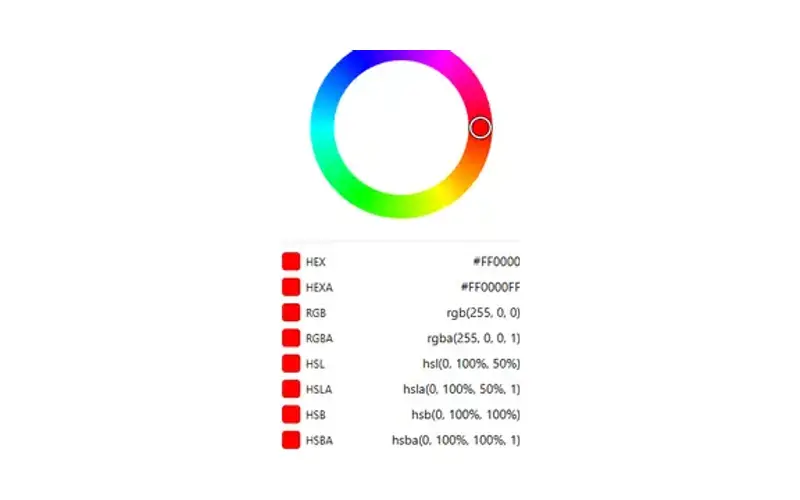 HEX #FF0000
HEXA #FF0000FF
RGB rgb(255, 0, 0)
RGBA rgba(255, 0, 0, 1)
HSL hsl(0, 100%, 50%)
HSLA hsla(0, 100%, 50%, 1)
HSB hsb(0, 100%, 100%)
HSBA hsba(0, 100%, 100%, 1)